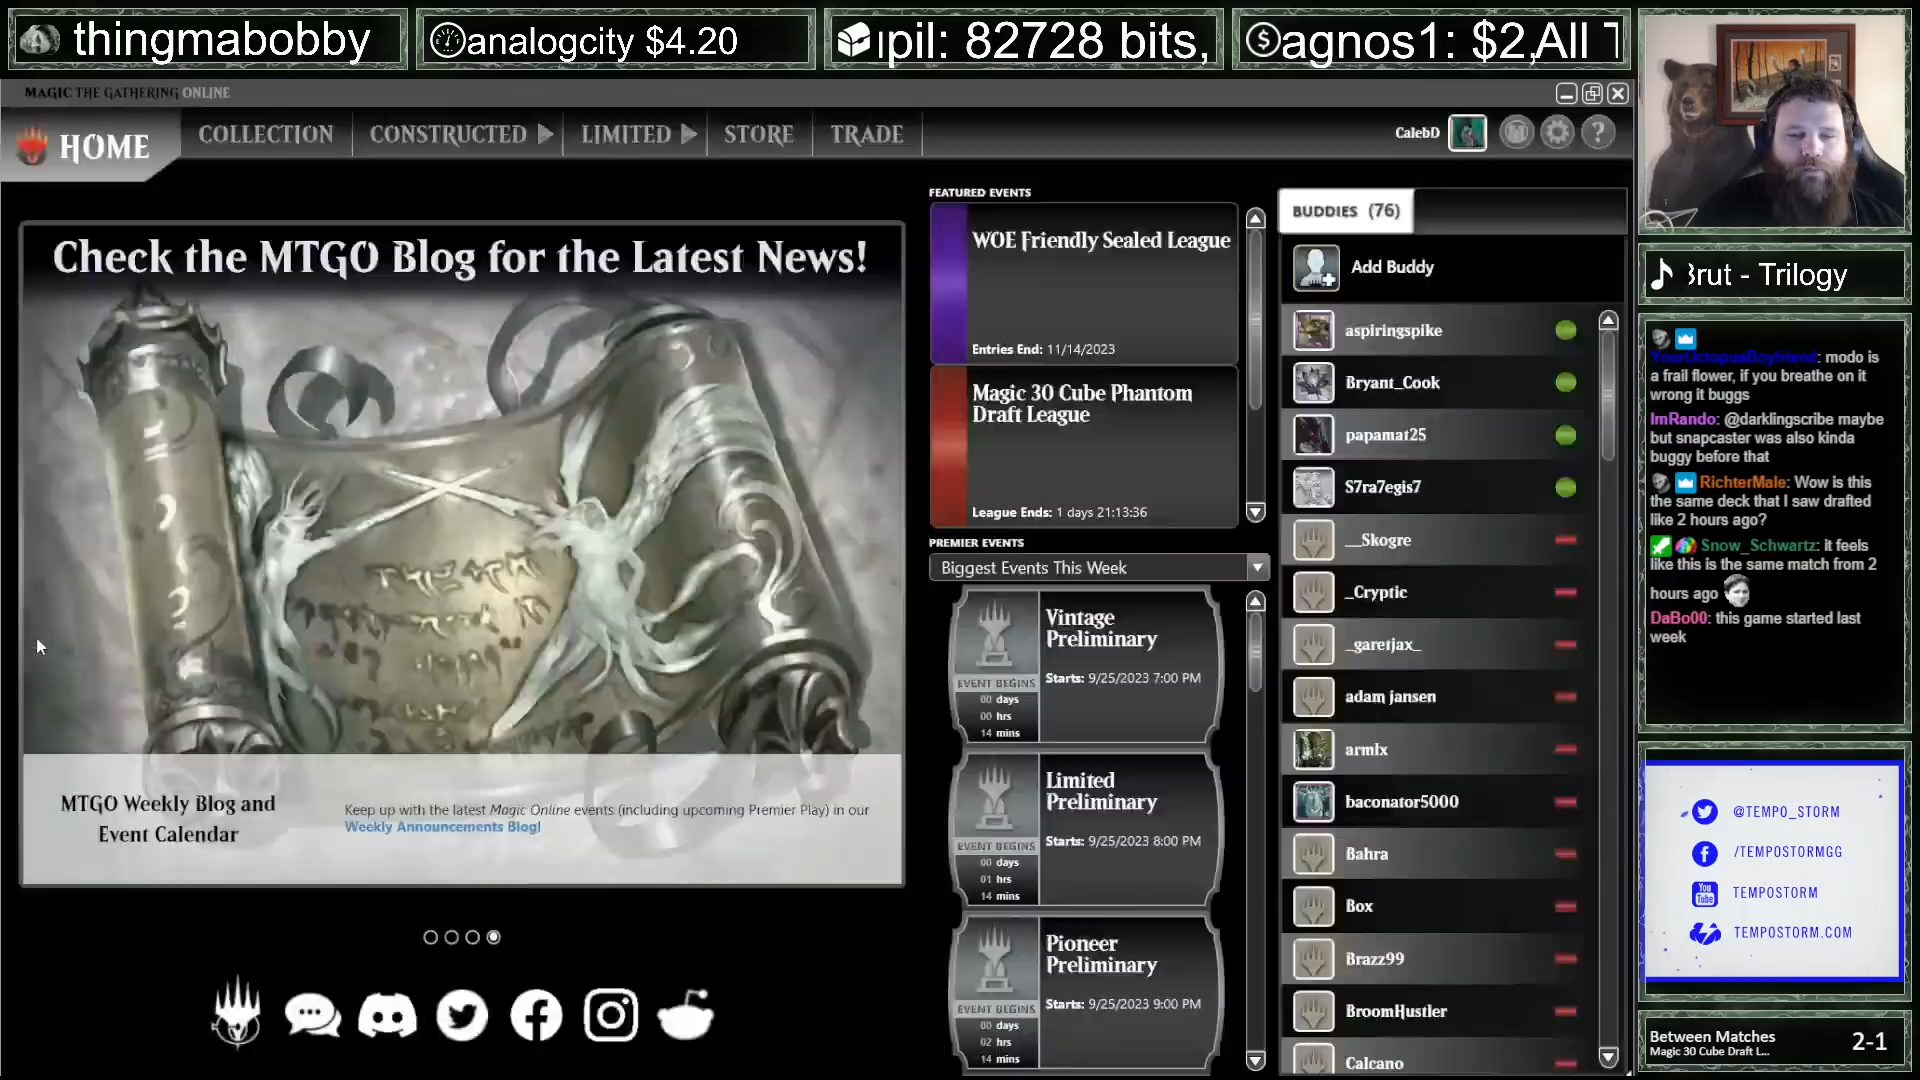 thingmabobby
analogcity $4.20
ıpil: 82728 bits,
agnos1: $2,All T
MAGIC THE GATHERING ONLINE
HOME
COLLECTION
CONSTRUCTED
LIMITED
STORE
TRADE
CalebD
?
Check the MTGO Blog for the Latest News!
MTGO Weekly Blog and
Event Calendar
Keep up with the latest Magic Online events (including upcoming Premier Play) in our
Weekly Announcements Blog!
FEATURED EVENTS
WOE Friendly Sealed League
Entries End: 11/14/2023
Magic 30 Cube Phantom
Draft League
League Ends: 1 days 21:13:36
PREMIER EVENTS
Biggest Events This Week
Vintage
Preliminary
Starts: 9/25/2023 7:00 PM
EVENT BEGINS
00 days
00 hrs
14 mins
Limited
Preliminary
Starts: 9/25/2023 8:00 PM
EVENT BEGINS
00 days
01 hrs
14 mins
Pioneer
Preliminary
Starts: 9/25/2023 9:00 PM
EVENT BEGINS
00 days
02 hrs
14 mins
BUDDIES (76)
Add Buddy
aspiringspike
Bryant_Cook
papamat25
S7ra7egis7
__Skogre
_Cryptic
_garetjax_
adam jansen
armlx
baconator5000
Bahra
Box
Brazz99
BroomHustler
Calcano
Brut - Trilogy
YourOctopusBoyfriend: modo is
a frail flower, if you breathe on it
wrong it buggs
ImRando: @darklingscribe maybe
but snapcaster was also kinda
buggy before that
RichterMale: Wow is this
the same deck that I saw drafted
like 2 hours ago?
Snow_Schwartz: it feels
like this is the same match from 2
hours ago
DaBo00: this game started last
week
@TEMPO_STORM
/TEMPOSTORMGG
You
Tube
TEMPOSTORM
TEMPOSTORM.COM
Between Matches
Magic 30 Cube Draft L...
2-1